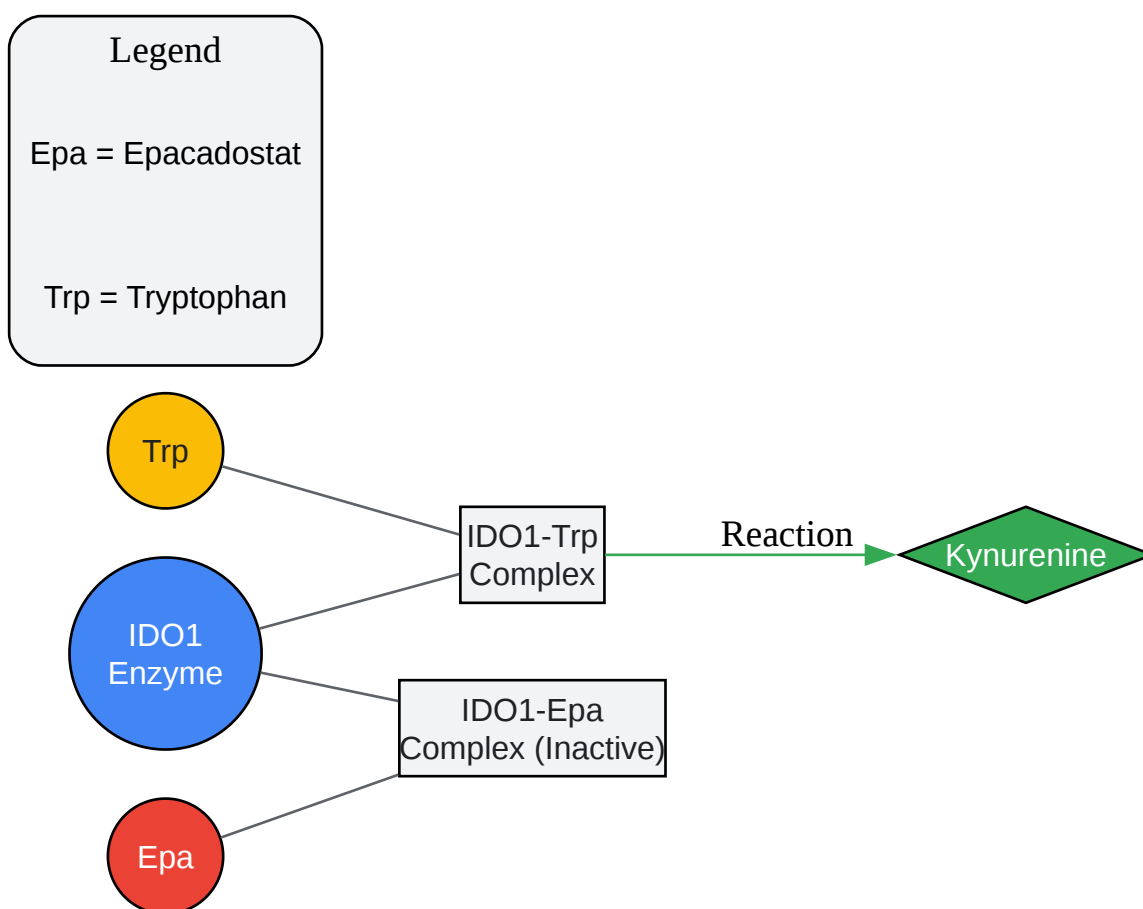 Legend
Epa = Epacadostat
Trp = Tryptophan
Trp
IDO1-Trp
Complex
Reaction
Kynurenine
IDO1
Enzyme
IDO1-Epa
Complex (Inactive)
Epa